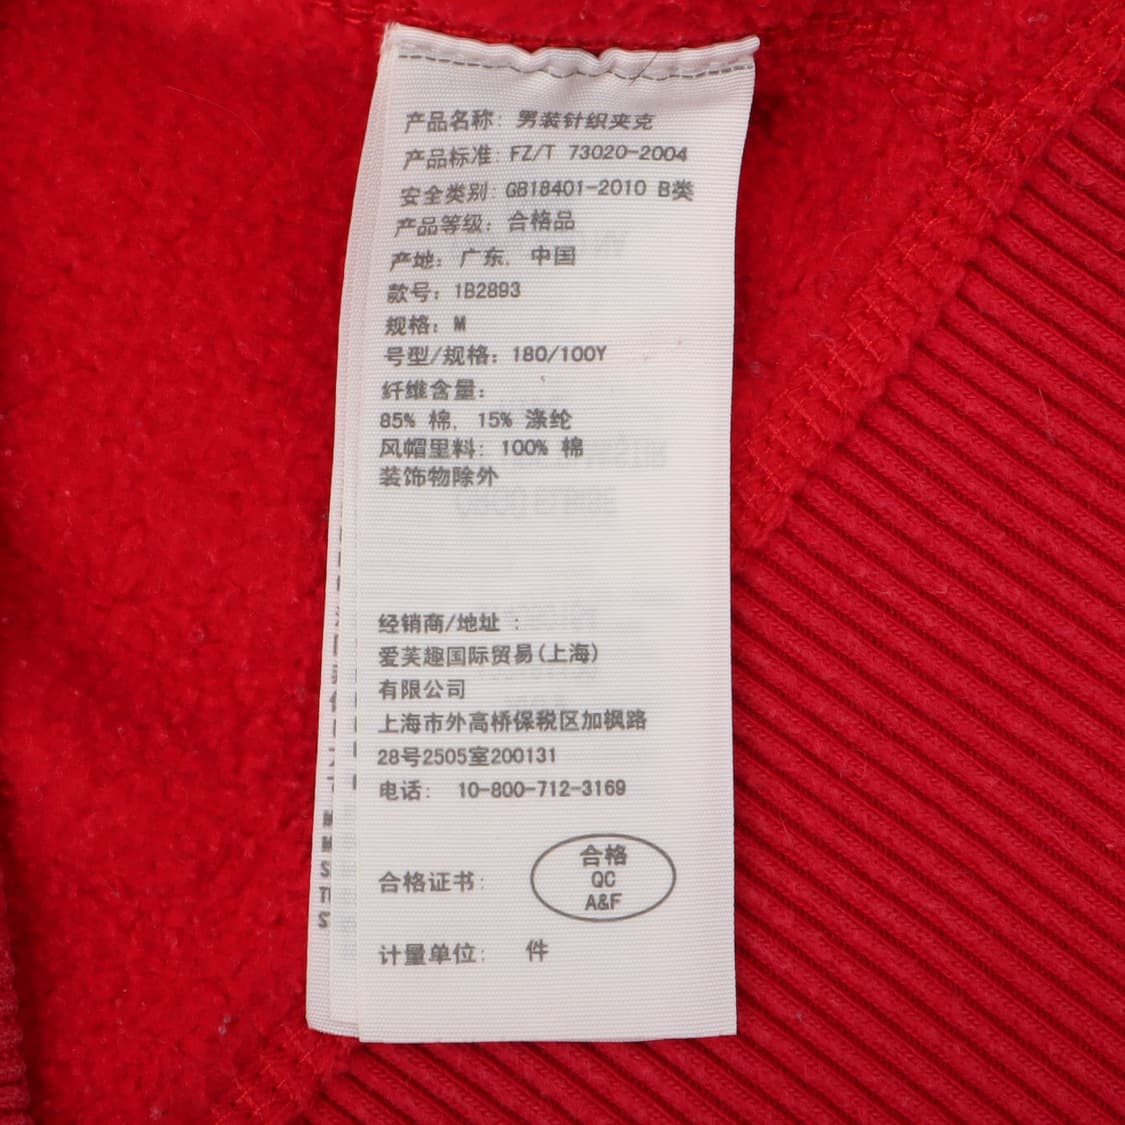 产品名称: 男装针织夹克
产品标准: FZ/T 73020-2004
安全类别: GB18401-2010 B类
产品等级: 合格品
产地: 广东, 中国
款号: 1B2893
规格: M
号型/规格: 180/100Y
纤维含量:
85% 棉, 15% 涤纶
风帽里料: 100% 棉
装饰物除外
经销商/地址 :
爱芙趣国际贸易(上海)
有限公司
上海市外高桥保税区加枫路
28号2505室200131
电话: 10-800-712-3169
合格证书:
合格
QC
A&F
计量单位: 件